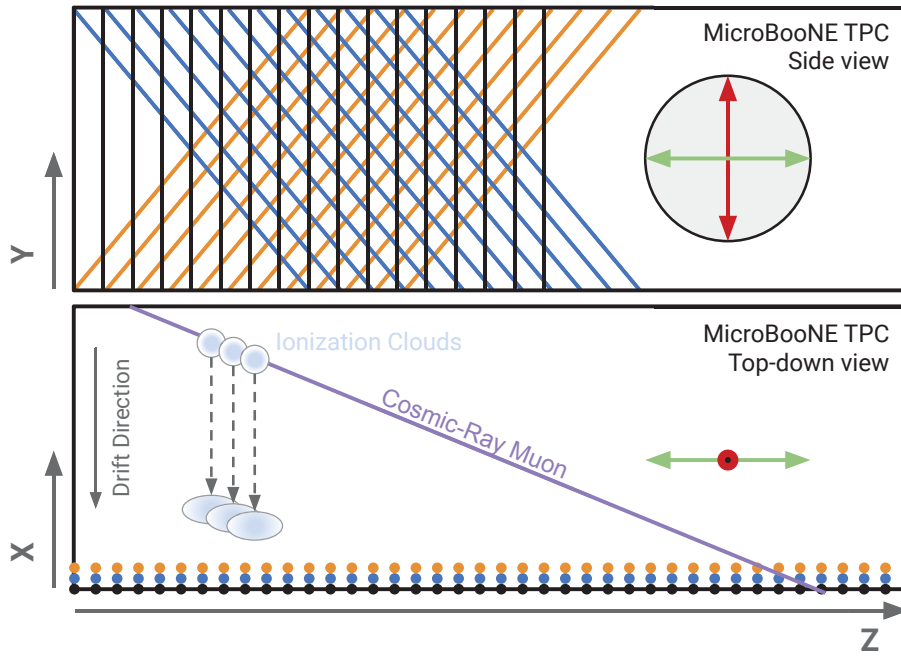 MicroBooNE TPC
Side view
Y
MicroBooNE TPC
Top-down view
Ionization Clouds
Drift Direction
Cosmic-Ray Muon
X
Z